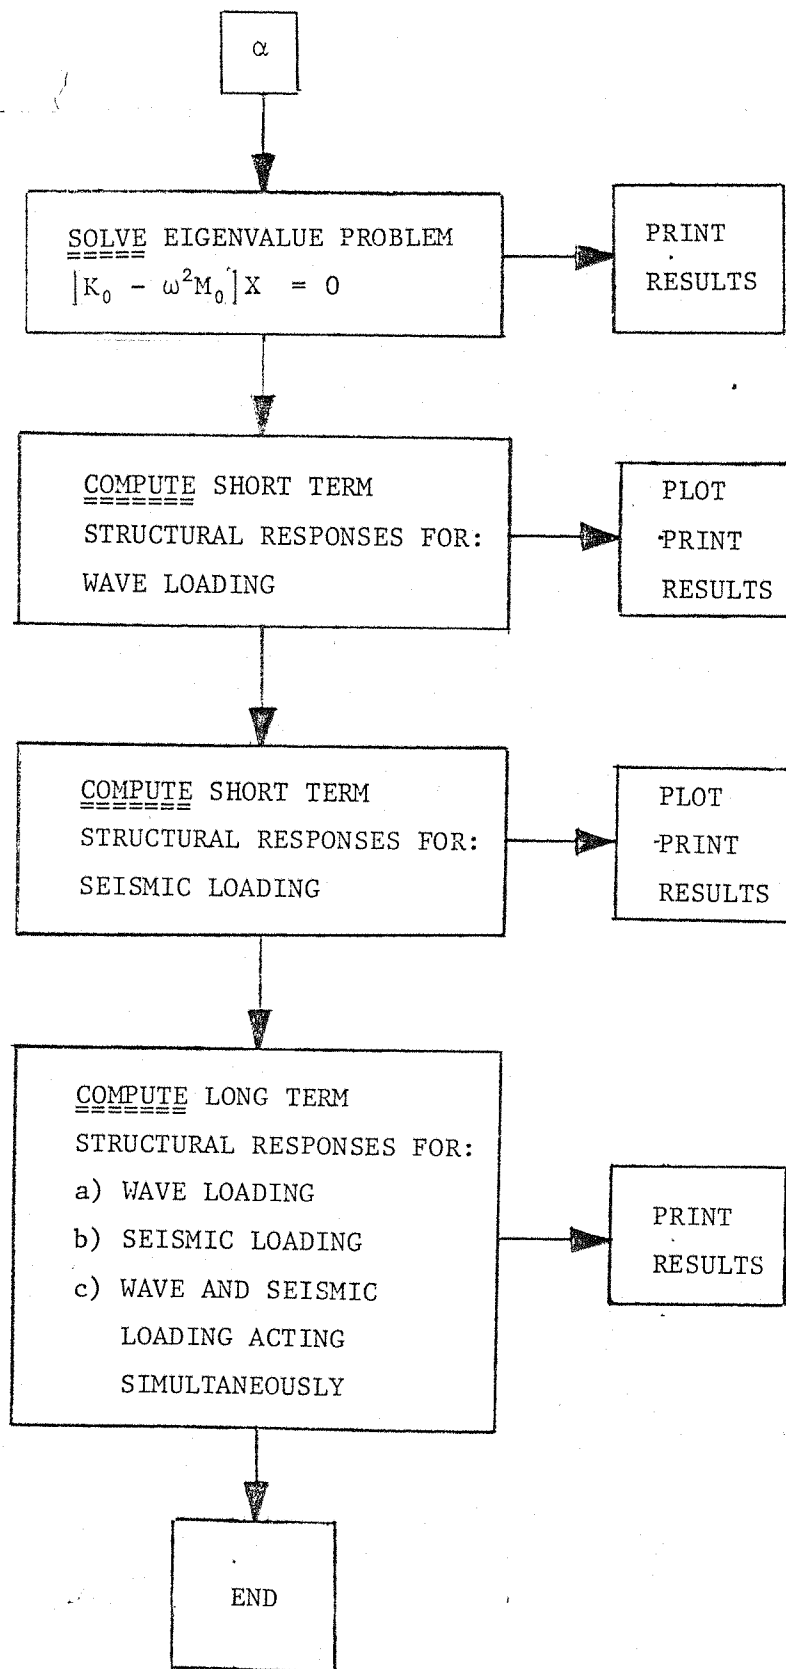 α
SOLVE EIGENVALUE PROBLEM
|K₀ - ω²M₀|X = 0
PRINT
RESULTS
COMPUTE SHORT TERM
STRUCTURAL RESPONSES FOR:
WAVE LOADING
PLOT
PRINT
RESULTS
COMPUTE SHORT TERM
STRUCTURAL RESPONSES FOR:
SEISMIC LOADING
PLOT
PRINT
RESULTS
COMPUTE LONG TERM
STRUCTURAL RESPONSES FOR:
a) WAVE LOADING
b) SEISMIC LOADING
c) WAVE AND SEISMIC
LOADING ACTING
SIMULTANEOUSLY
PRINT
RESULTS
END